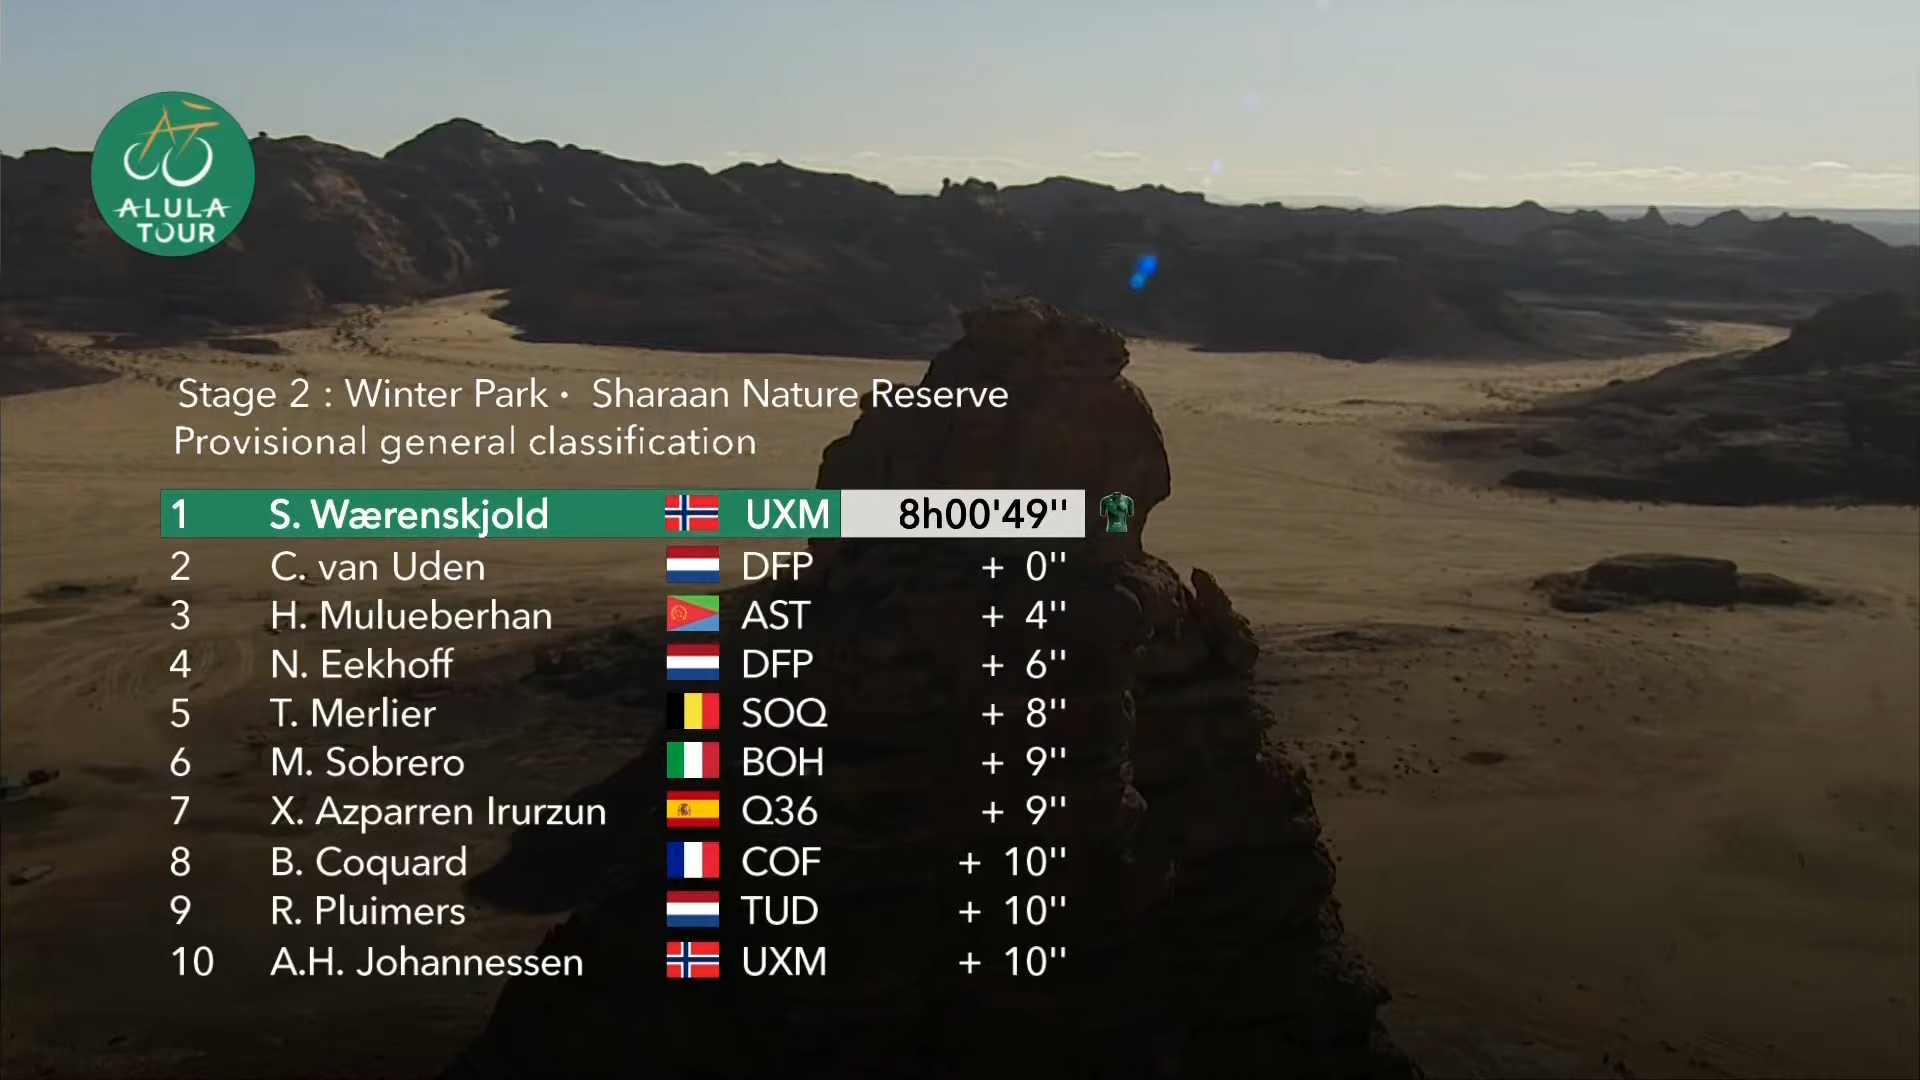 AT
ALULA
TOUR
Stage 2 : Winter Park · Sharaan Nature Reserve
Provisional general classification
1 S. Wærenskjold UXM 8h00'49''
2 C. van Uden DFP + 0''
3 H. Mulueberhan AST + 4''
4 N. Eekhoff DFP + 6''
5 T. Merlier SOQ + 8''
6 M. Sobrero BOH + 9''
7 X. Azparren Irurzun Q36 + 9''
8 B. Coquard COF + 10''
9 R. Pluimers TUD + 10''
10 A.H. Johannessen UXM + 10''